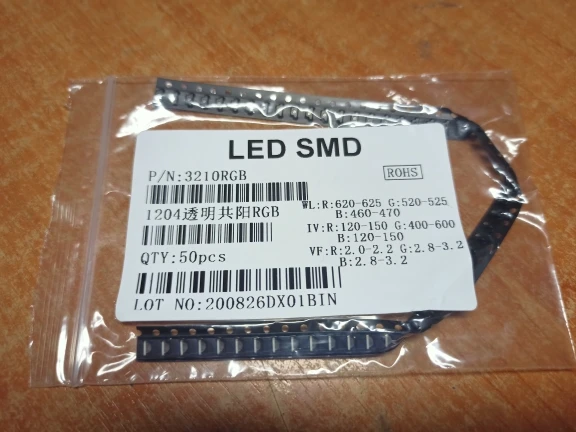 LED SMD
P/N:3210RGB
ROHS
1204透明共阳RGB
WL:R:620-625 G:520-525
B:460-470
IV:R:120-150 G:400-600
B:120-150
QTY:50pcs
VF:R:2.0-2.2 G:2.8-3.2
B:2.8-3.2
LOT NO:200826DX01BIN